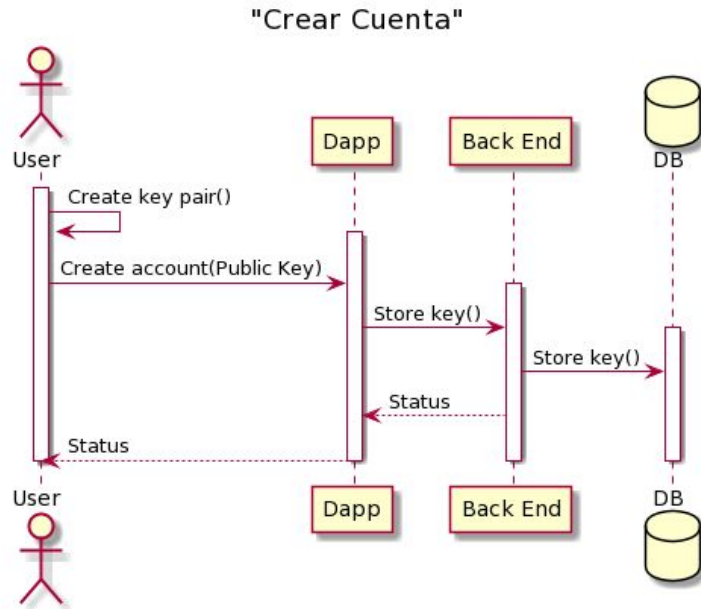 "Crear Cuenta"
User
Dapp
Back End
DB
Create key pair()
Create account(Public Key)
Store key()
Store key()
Status
Status
User
Dapp
Back End
DB